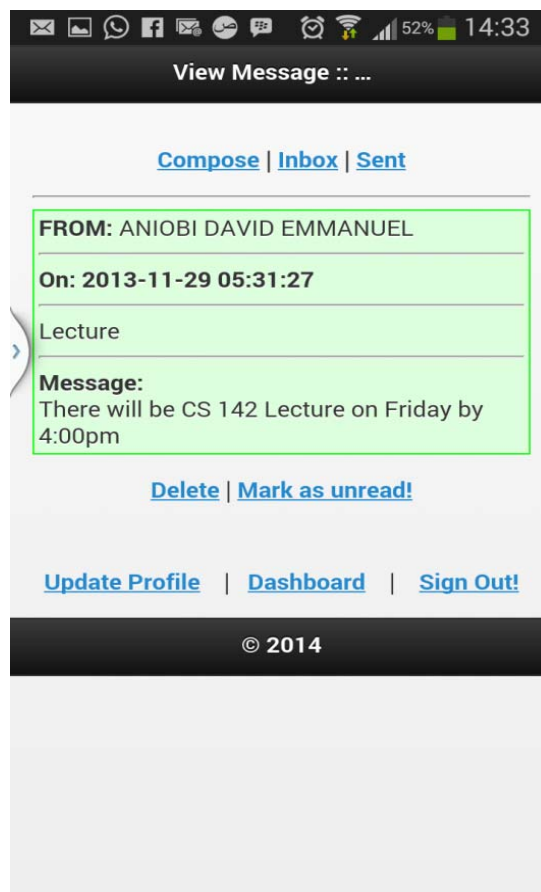 52% 14:33
View Message :: ...
Compose | Inbox | Sent
FROM: ANIOBI DAVID EMMANUEL
On: 2013-11-29 05:31:27
Lecture
Message:
There will be CS 142 Lecture on Friday by
4:00pm
Delete | Mark as unread!
Update Profile | Dashboard | Sign Out!
© 2014